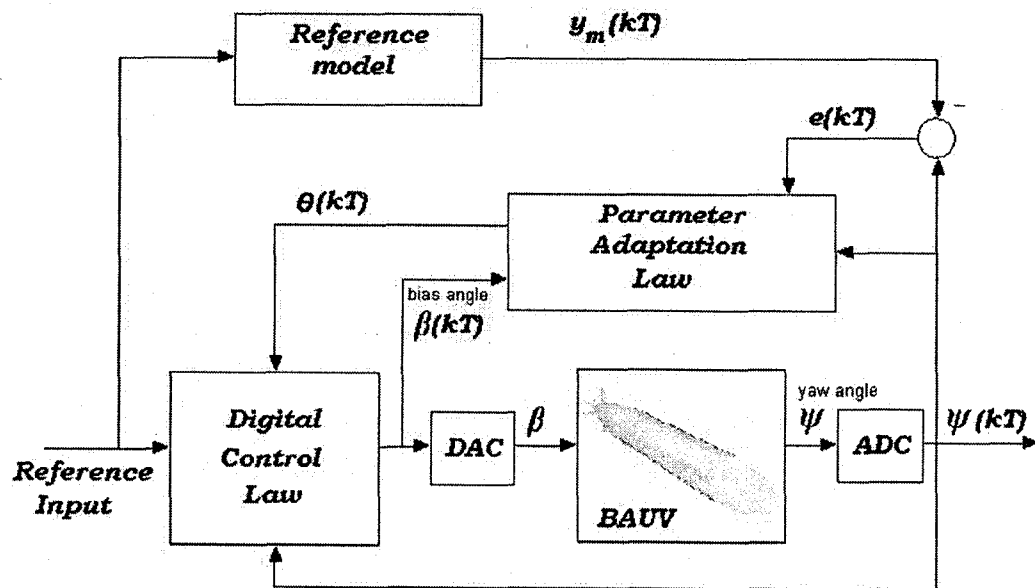 Reference
model
y_m(kT)
e(kT)
−
θ(kT)
Parameter
Adaptation
Law
bias angle
β(kT)
Digital
Control
Law
DAC
β
BAUV
yaw angle
ψ
ADC
ψ(kT)
Reference
Input